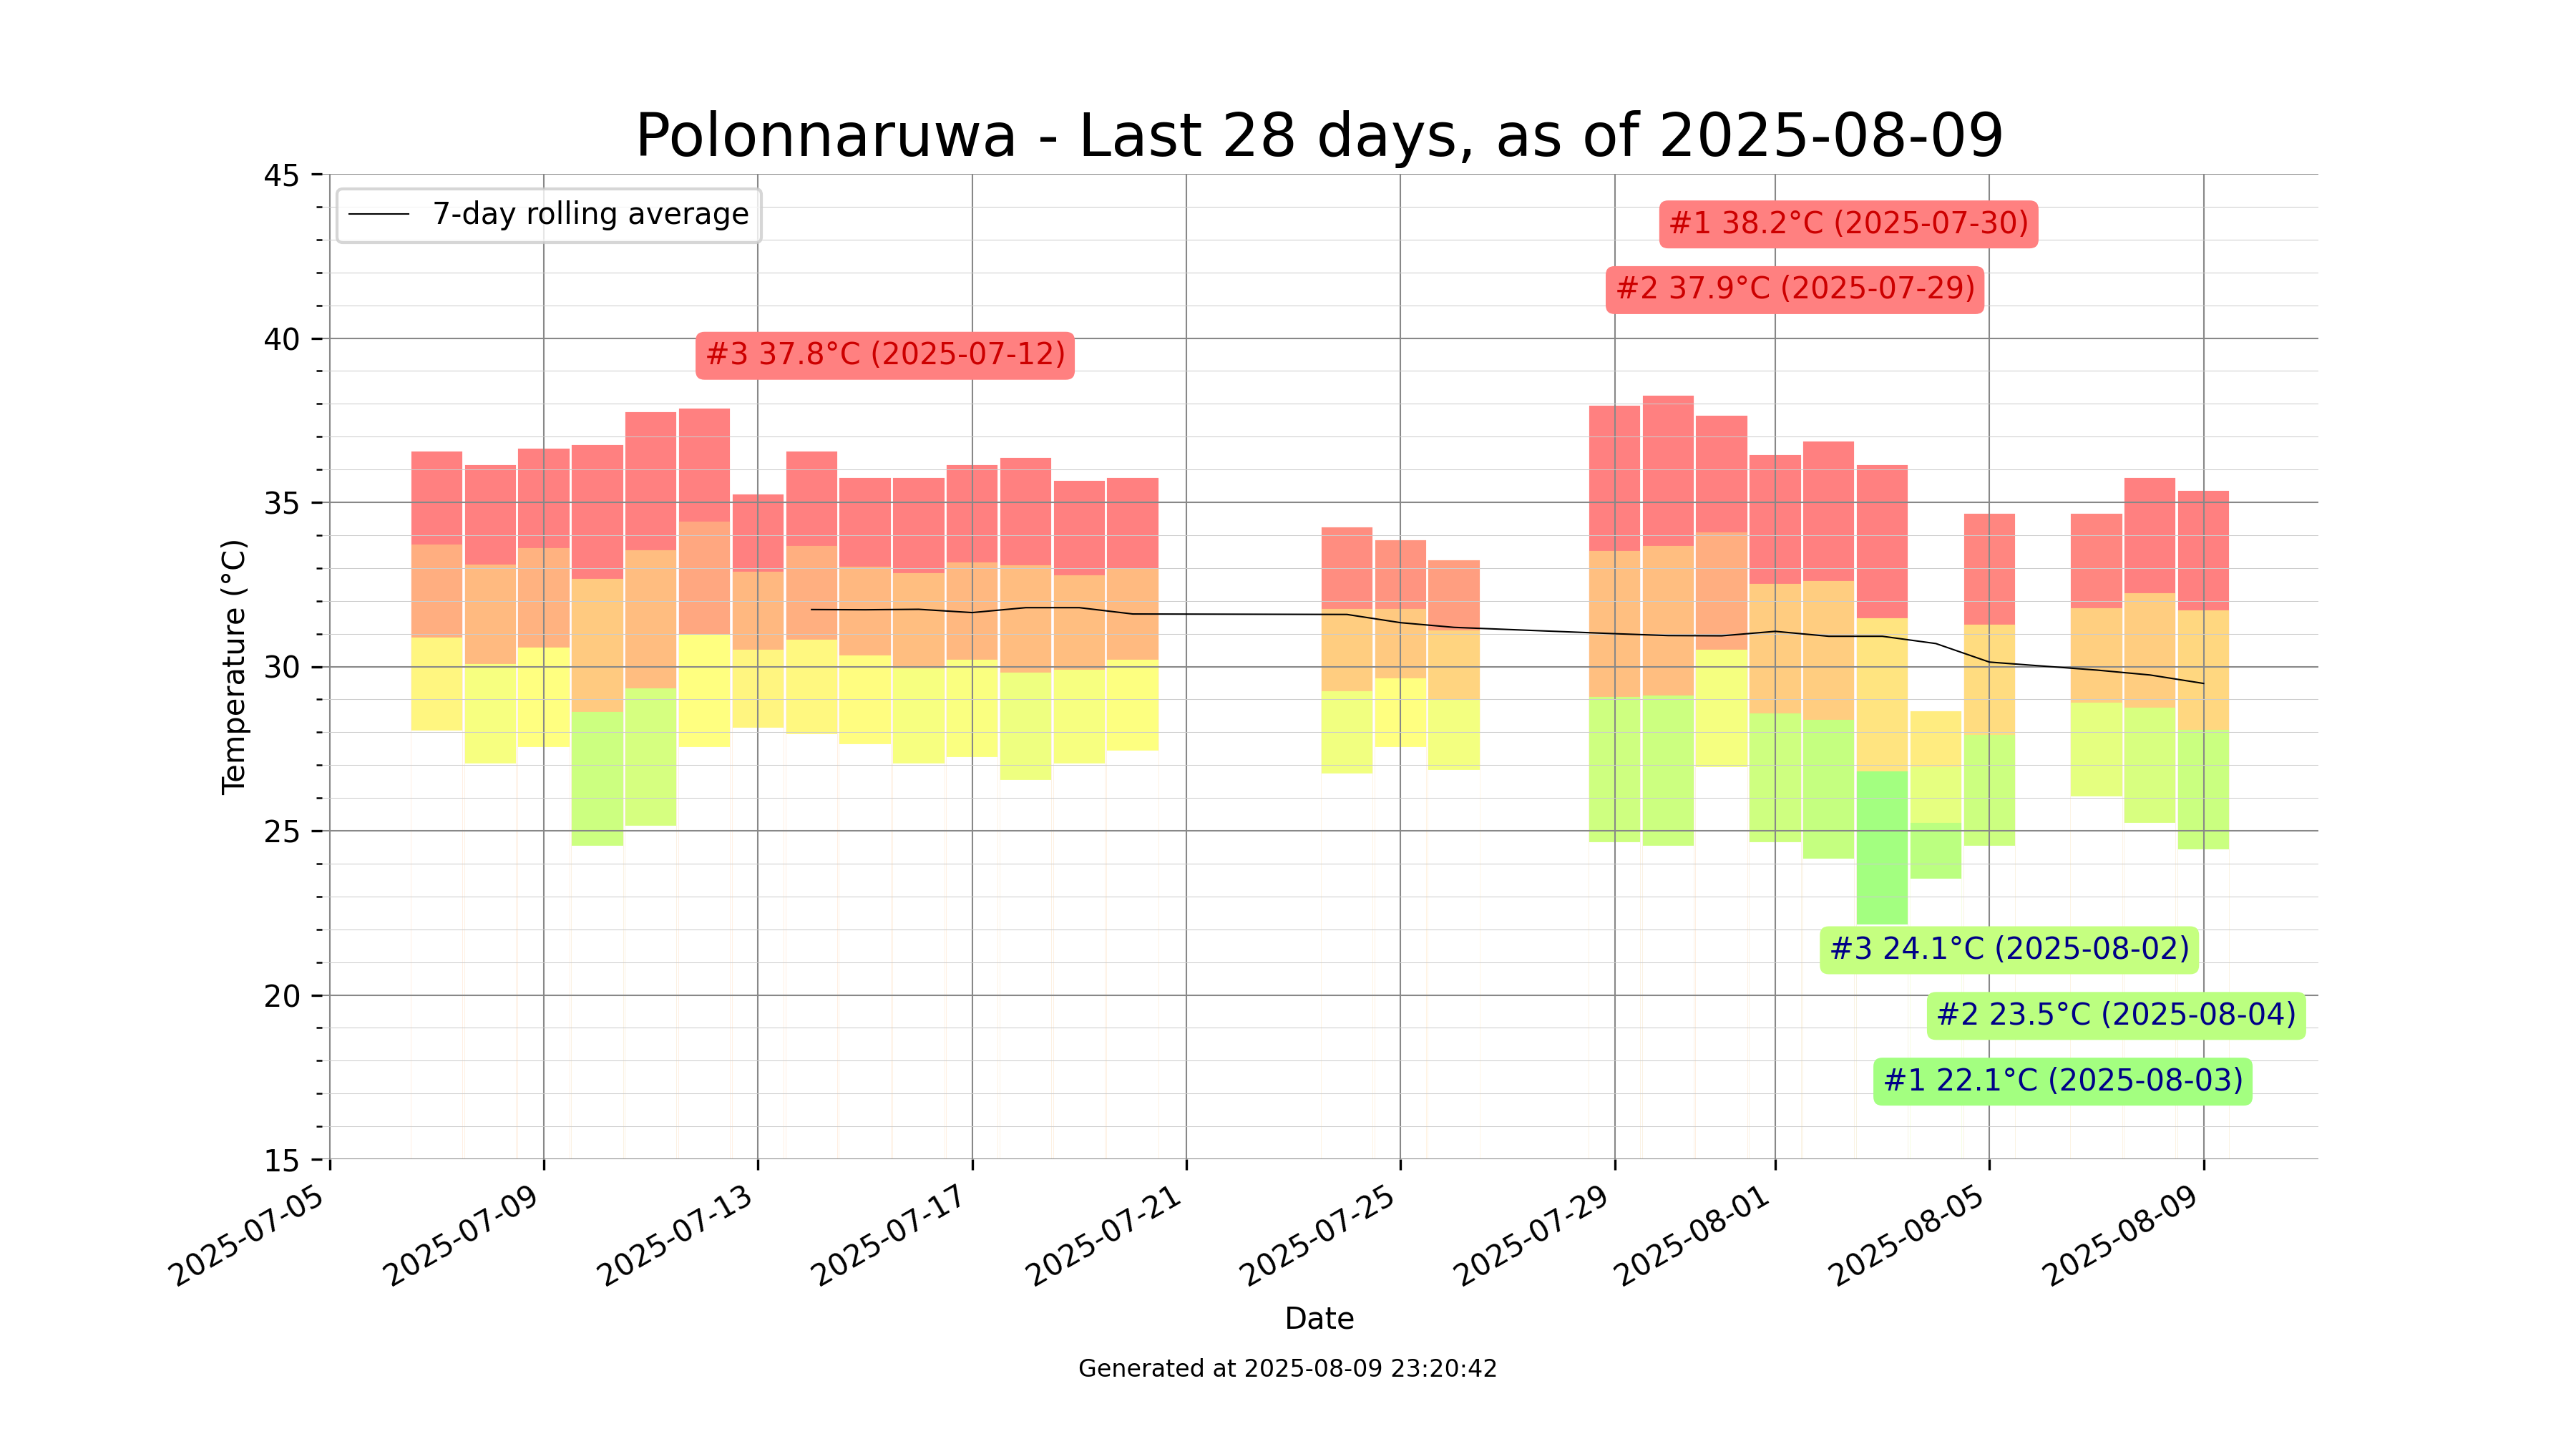 Polonnaruwa - Last 28 days, as of 2025-08-09
7-day rolling average
#1 38.2°C (2025-07-30)
#2 37.9°C (2025-07-29)
#3 37.8°C (2025-07-12)
#3 24.1°C (2025-08-02)
#2 23.5°C (2025-08-04)
#1 22.1°C (2025-08-03)
Temperature (°C)
45
40
35
30
25
20
15
2025-07-05
2025-07-09
2025-07-13
2025-07-17
2025-07-21
2025-07-25
2025-07-29
2025-08-01
2025-08-05
2025-08-09
Date
Generated at 2025-08-09 23:20:42